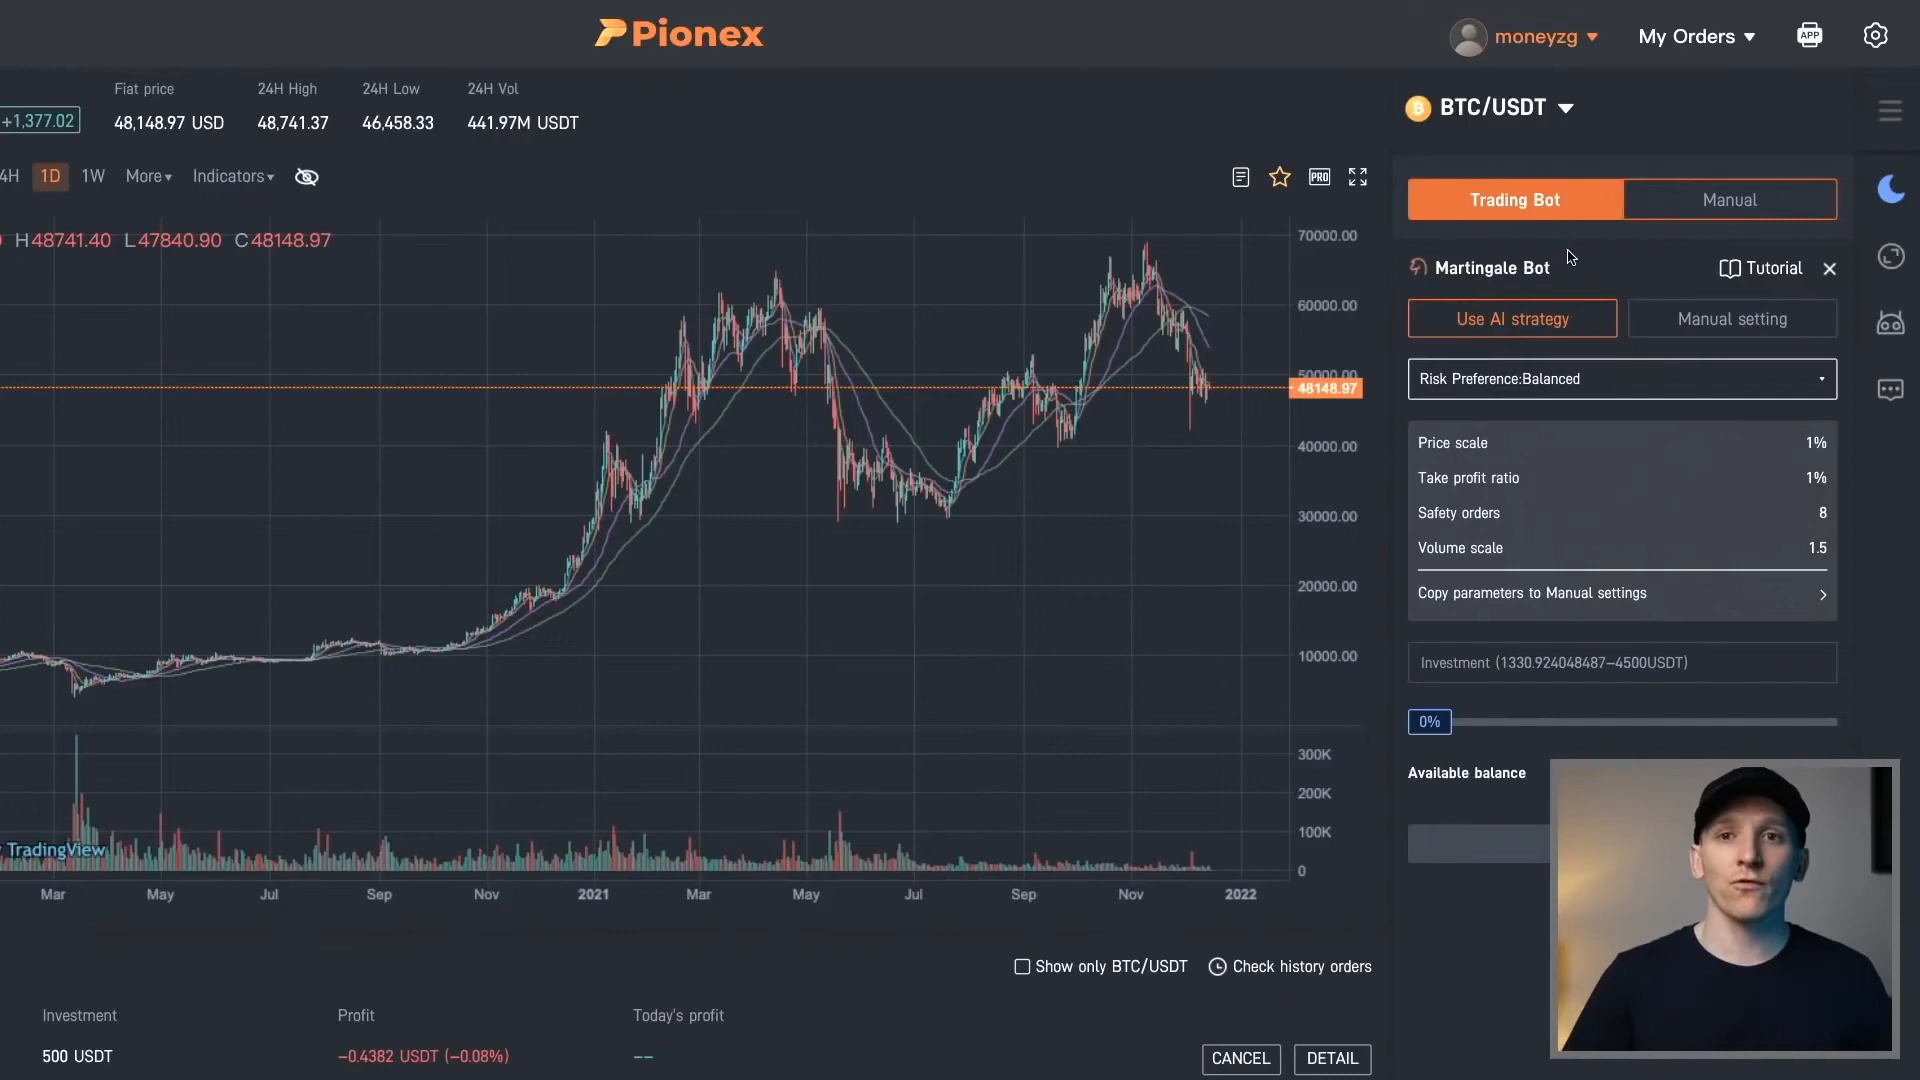 Pionex
moneyzg
My Orders
APP
Fiat price
24H High
24H Low
24H Vol
+1,377.02
48,148.97 USD
48,741.37
46,458.33
441.97M USDT
BTC/USDT
4H
1D
1W
More
Indicators
PRO
Trading Bot
Manual
H48741.40 L47840.90 C48148.97
70000.00
60000.00
50000.00
48148.97
40000.00
30000.00
20000.00
10000.00
300K
200K
100K
0
TradingView
Mar
May
Jul
Sep
Nov
2021
Mar
May
Jul
Sep
Nov
2022
Martingale Bot
Tutorial
Use AI strategy
Manual setting
Risk Preference:Balanced
Price scale 1%
Take profit ratio 1%
Safety orders 8
Volume scale 1.5
Copy parameters to Manual settings
Investment (1330.924048487–4500USDT)
0%
Available balance
Show only BTC/USDT
Check history orders
Investment
Profit
Today's profit
500 USDT
−0.4382 USDT (−0.08%)
--
CANCEL
DETAIL